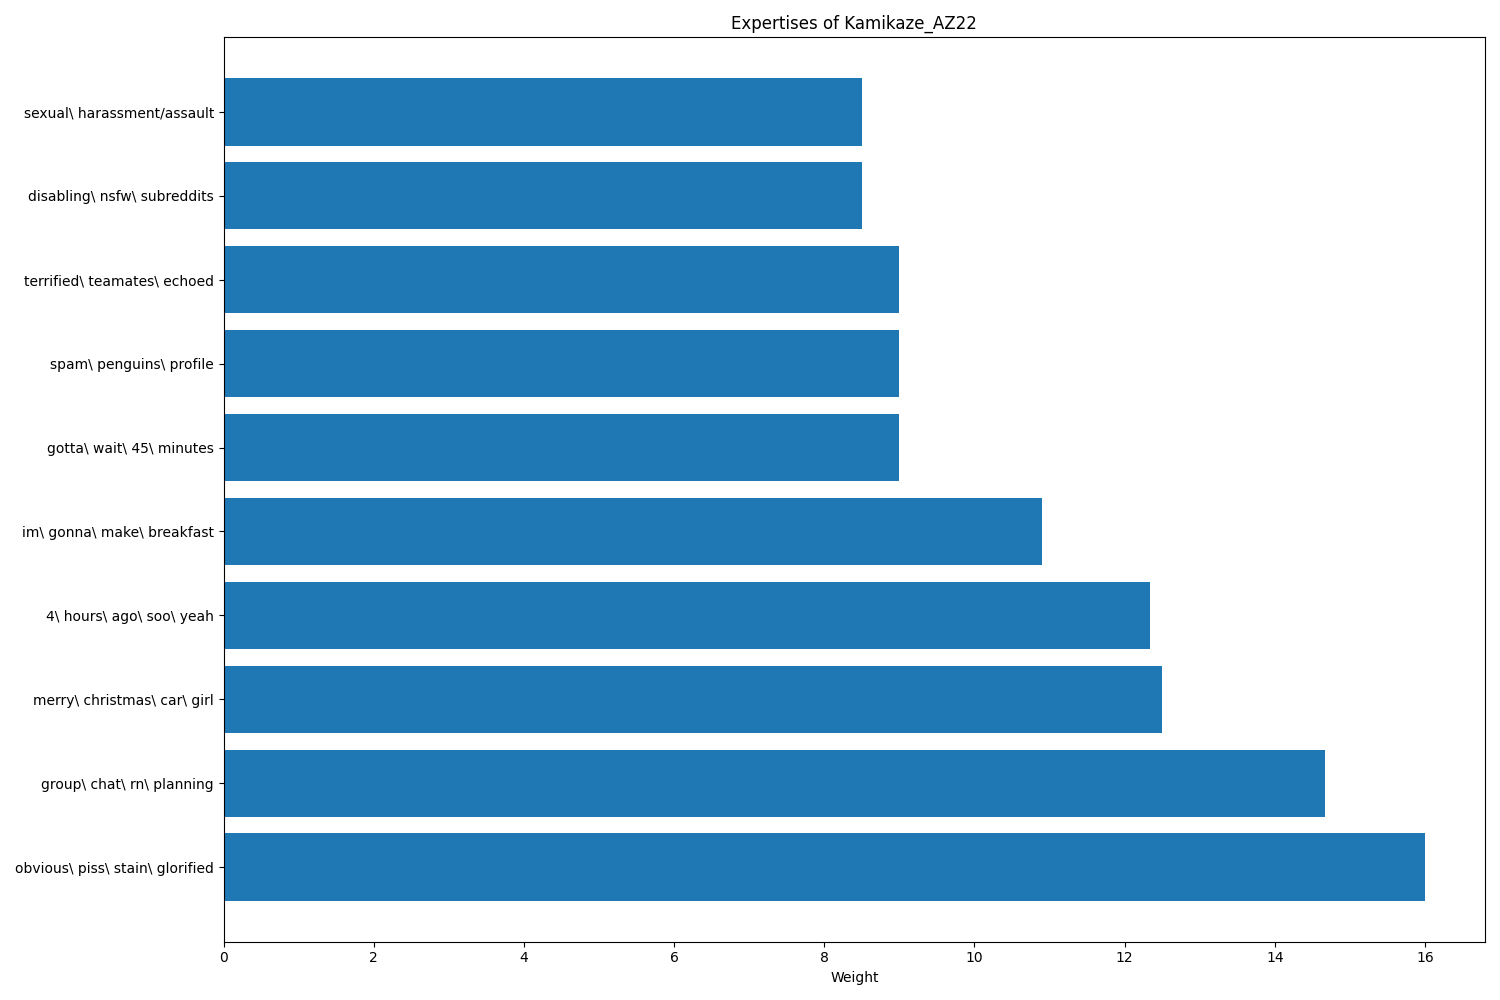 Expertises of Kamikaze_AZ22
sexual\ harassment/assault
disabling\ nsfw\ subreddits
terrified\ teamates\ echoed
spam\ penguins\ profile
gotta\ wait\ 45\ minutes
im\ gonna\ make\ breakfast
4\ hours\ ago\ soo\ yeah
merry\ christmas\ car\ girl
group\ chat\ rn\ planning
obvious\ piss\ stain\ glorified
0 2 4 6 8 10 12 14 16
Weight